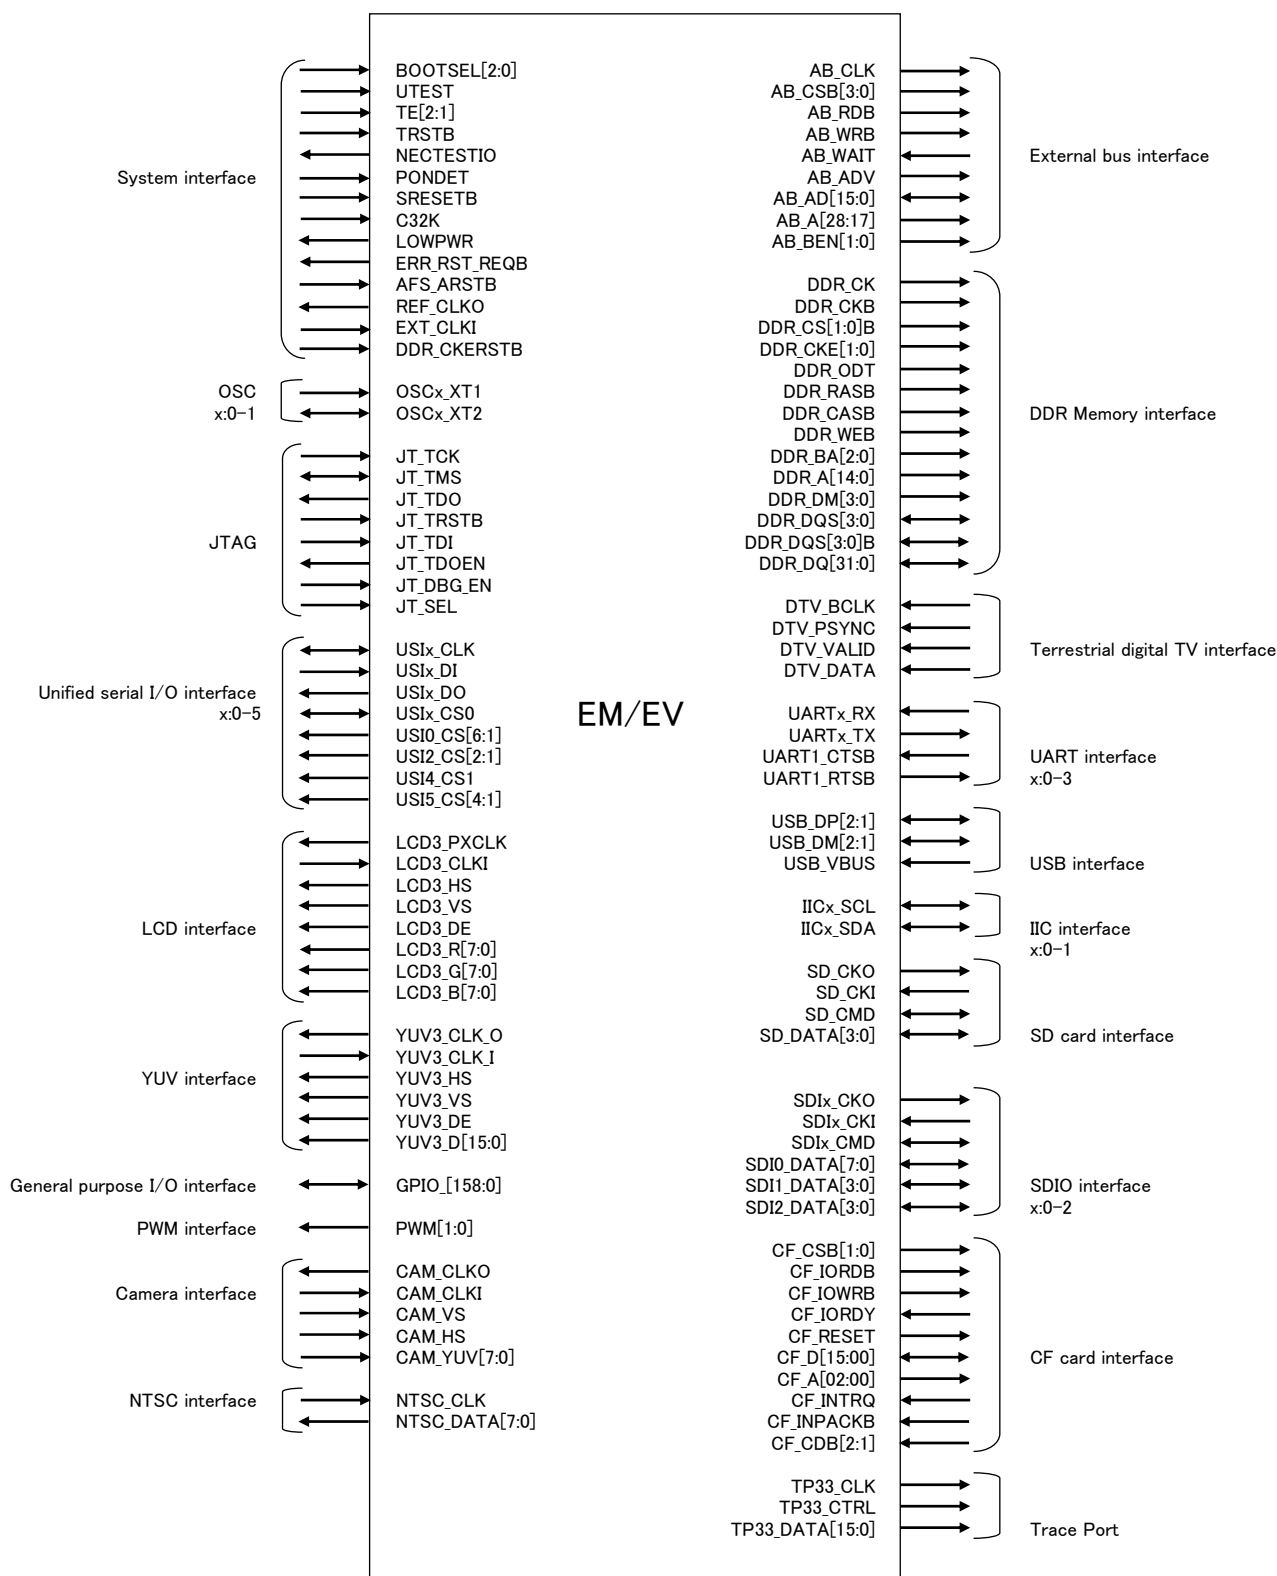 System interface
BOOTSEL[2:0]
UTEST
TE[2:1]
TRSTB
NECTESTIO
PONDET
SRESETB
C32K
LOWPWR
ERR_RST_REQB
AFS_ARSTB
REF_CLKO
EXT_CLKI
DDR_CKERSTB
OSC
x:0-1
OSCx_XT1
OSCx_XT2
JTAG
JT_TCK
JT_TMS
JT_TDO
JT_TRSTB
JT_TDI
JT_TDOEN
JT_DBG_EN
JT_SEL
Unified serial I/O interface
x:0-5
USIx_CLK
USIx_DI
USIx_DO
USIx_CS0
USI0_CS[6:1]
USI2_CS[2:1]
USI4_CS1
USI5_CS[4:1]
LCD interface
LCD3_PXCLK
LCD3_CLKI
LCD3_HS
LCD3_VS
LCD3_DE
LCD3_R[7:0]
LCD3_G[7:0]
LCD3_B[7:0]
YUV interface
YUV3_CLK_O
YUV3_CLK_I
YUV3_HS
YUV3_VS
YUV3_DE
YUV3_D[15:0]
General purpose I/O interface
GPIO_[158:0]
PWM interface
PWM[1:0]
Camera interface
CAM_CLKO
CAM_CLKI
CAM_VS
CAM_HS
CAM_YUV[7:0]
NTSC interface
NTSC_CLK
NTSC_DATA[7:0]
EM/EV
AB_CLK
AB_CSB[3:0]
AB_RDB
AB_WRB
AB_WAIT
AB_ADV
AB_AD[15:0]
AB_A[28:17]
AB_BEN[1:0]
External bus interface
DDR_CK
DDR_CKB
DDR_CS[1:0]B
DDR_CKE[1:0]
DDR_ODT
DDR_RASB
DDR_CASB
DDR_WEB
DDR_BA[2:0]
DDR_A[14:0]
DDR_DM[3:0]
DDR_DQS[3:0]
DDR_DQS[3:0]B
DDR_DQ[31:0]
DDR Memory interface
DTV_BCLK
DTV_PSYNC
DTV_VALID
DTV_DATA
Terrestrial digital TV interface
UARTx_RX
UARTx_TX
UART1_CTSB
UART1_RTSB
UART interface
x:0-3
USB_DP[2:1]
USB_DM[2:1]
USB_VBUS
USB interface
IICx_SCL
IICx_SDA
IIC interface
x:0-1
SD_CKO
SD_CKI
SD_CMD
SD_DATA[3:0]
SD card interface
SDIx_CKO
SDIx_CKI
SDIx_CMD
SDI0_DATA[7:0]
SDI1_DATA[3:0]
SDI2_DATA[3:0]
SDIO interface
x:0-2
CF_CSB[1:0]
CF_IORDB
CF_IOWRB
CF_IORDY
CF_RESET
CF_D[15:00]
CF_A[02:00]
CF_INTRQ
CF_INPACKB
CF_CDB[2:1]
CF card interface
TP33_CLK
TP33_CTRL
TP33_DATA[15:0]
Trace Port